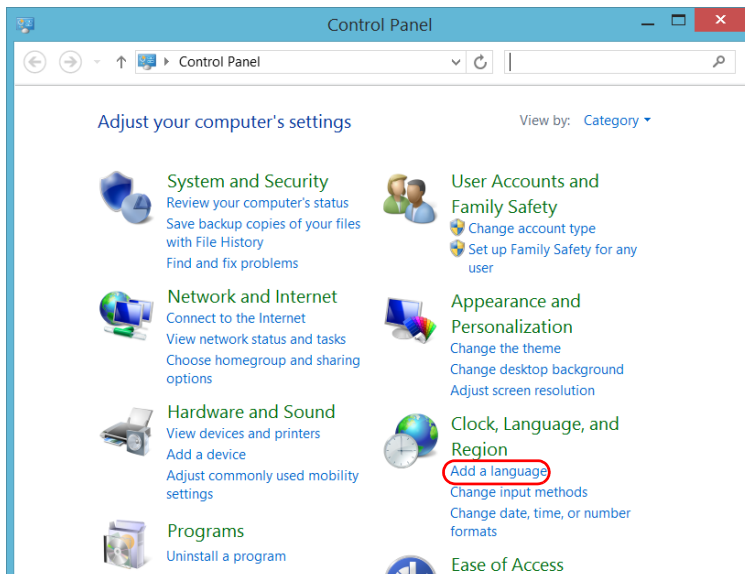 Control Panel
Control Panel
Adjust your computer's settings
View by: Category
System and Security
Review your computer's status
Save backup copies of your files
with File History
Find and fix problems
Network and Internet
Connect to the Internet
View network status and tasks
Choose homegroup and sharing
options
Hardware and Sound
View devices and printers
Add a device
Adjust commonly used mobility
settings
Programs
Uninstall a program
User Accounts and
Family Safety
Change account type
Set up Family Safety for any
user
Appearance and
Personalization
Change the theme
Change desktop background
Adjust screen resolution
Clock, Language, and
Region
Add a language
Change input methods
Change date, time, or number
formats
Ease of Access